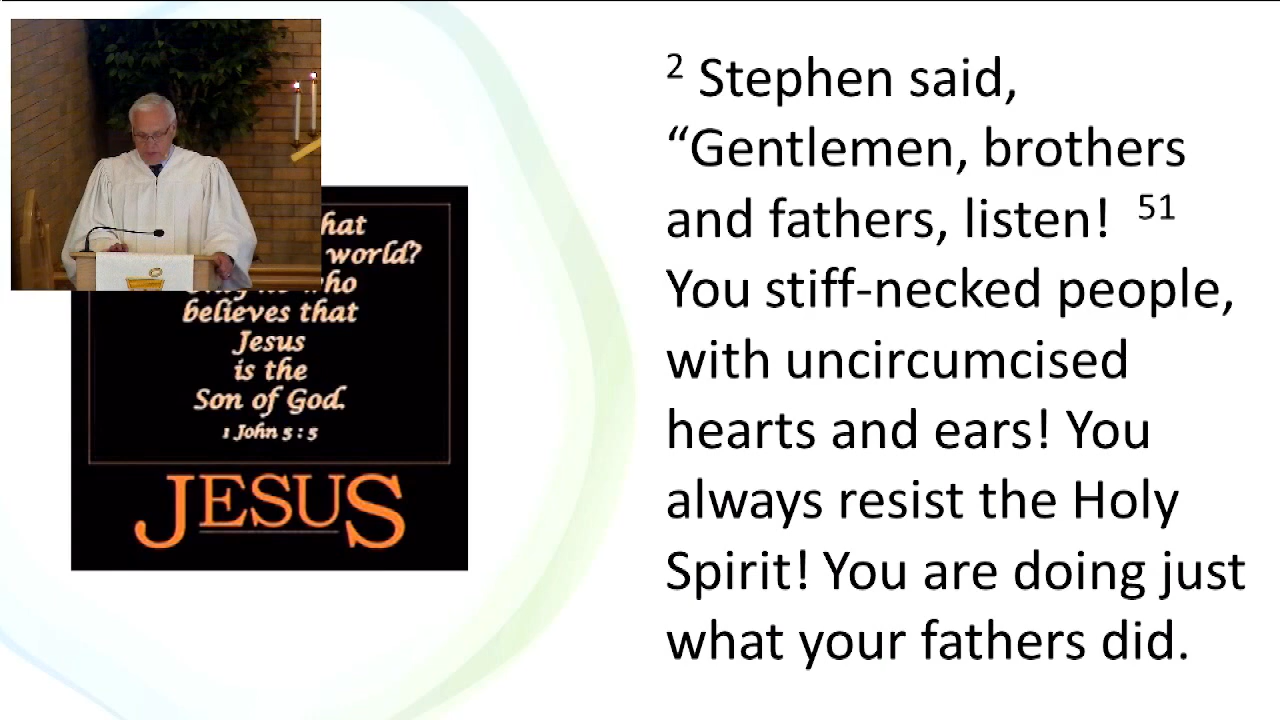 hat
world?
who
believes that
Jesus
is the
Son of God.
1 John 5 : 5
JESUS
2 Stephen said,
“Gentlemen, brothers
and fathers, listen! 51
You stiff-necked people,
with uncircumcised
hearts and ears! You
always resist the Holy
Spirit! You are doing just
what your fathers did.